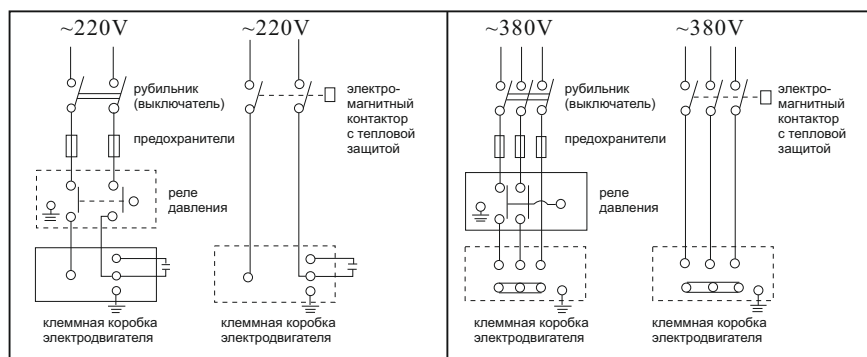 ~220V
~220V
рубильник
(выключатель)
электро-
магнитный
контактор
с тепловой
защитой
предохранители
реле
давления
клеммная коробка
электродвигателя
клеммная коробка
электродвигателя
~380V
~380V
рубильник
(выключатель)
электро-
магнитный
контактор
с тепловой
защитой
предохранители
реле
давления
клеммная коробка
электродвигателя
клеммная коробка
электродвигателя